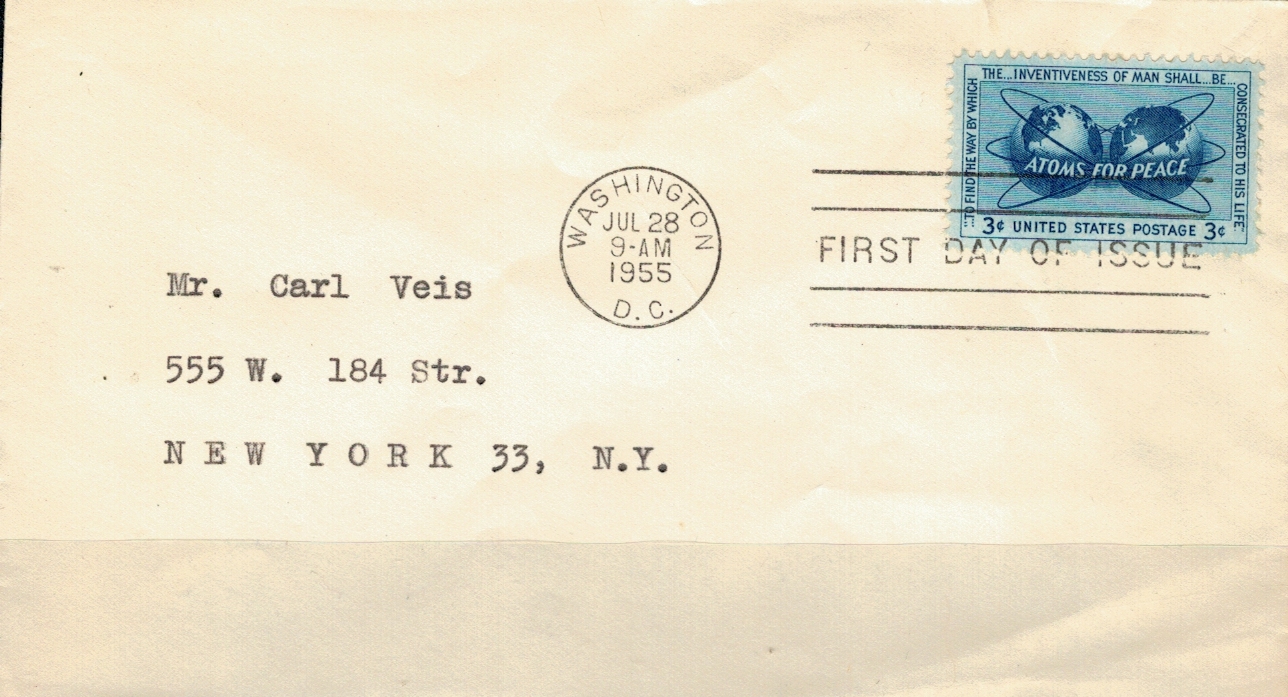 THE...INVENTIVENESS OF MAN SHALL...BE...
CONSECRATED TO HIS LIFE.
...TO FIND THE WAY BY WHICH
ATOMS FOR PEACE
3¢ UNITED STATES POSTAGE 3¢
WASHINGTON
JUL 28
9-AM
1955
D.C.
FIRST DAY OF ISSUE
Mr. Carl Veis
555 W. 184 Str.
NEW YORK 33, N.Y.